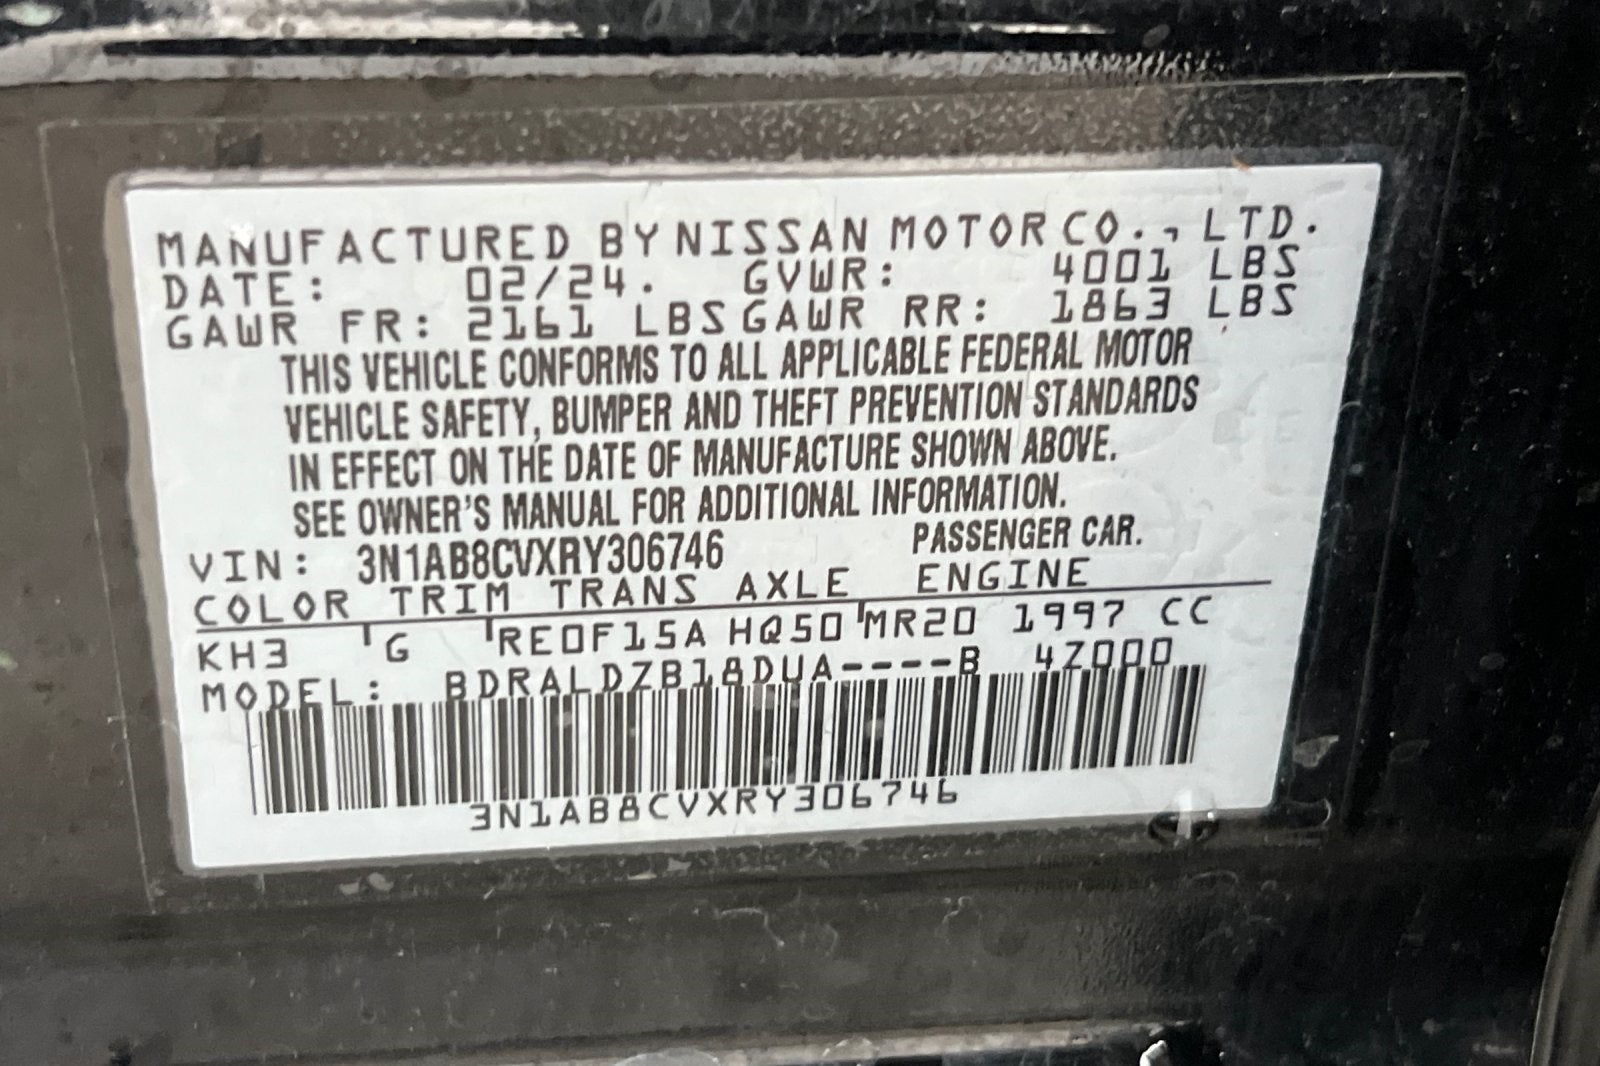 MANUFACTURED BY NISSAN MOTOR CO., LTD.
DATE: 02/24. GVWR: 4001 LBS
GAWR FR: 2161 LBS GAWR RR: 1863 LBS
THIS VEHICLE CONFORMS TO ALL APPLICABLE FEDERAL MOTOR
VEHICLE SAFETY, BUMPER AND THEFT PREVENTION STANDARDS
IN EFFECT ON THE DATE OF MANUFACTURE SHOWN ABOVE.
SEE OWNER'S MANUAL FOR ADDITIONAL INFORMATION.
VIN: 3N1AB8CVXRY306746 PASSENGER CAR.
COLOR TRIM TRANS AXLE ENGINE
KH3 G RE0F15A HQ50 MR20 1997 CC
MODEL: BDRALDZB18DUA----B 4Z000
3N1AB8CVXRY306746